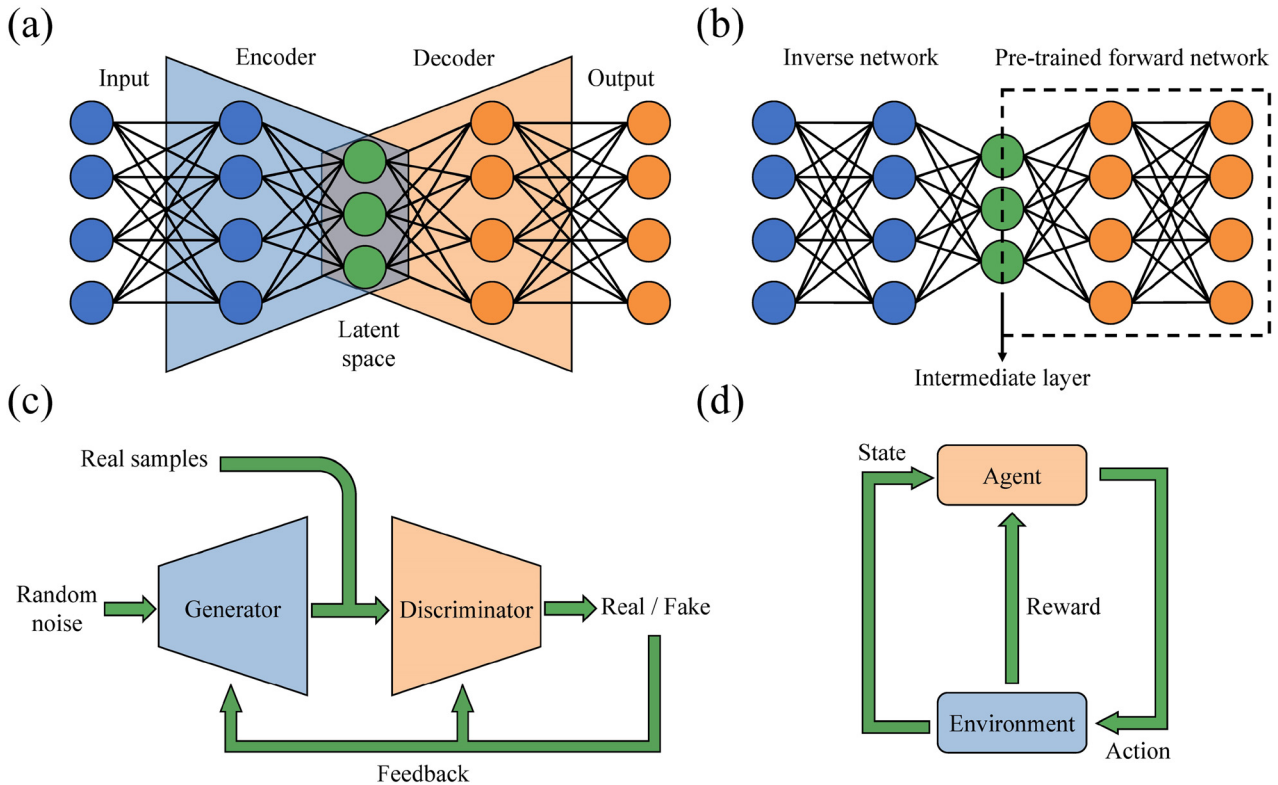 (a)
Encoder
Decoder
Input
Output
Latent
space
(b)
Inverse network
Pre-trained forward network
Intermediate layer
(c)
Real samples
Random
noise
Generator
Discriminator
Real / Fake
Feedback
(d)
State
Agent
Reward
Environment
Action